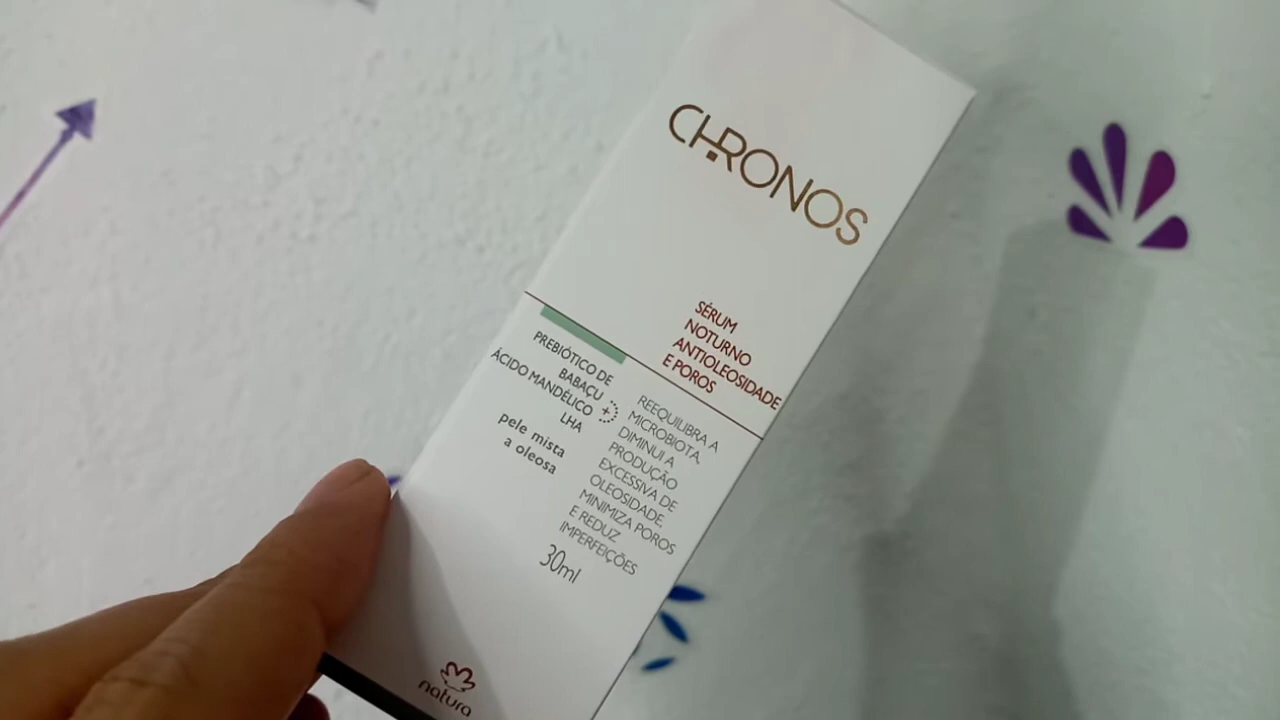 CHRONOS
SÉRUM
NOTURNO
ANTIOLEOSIDADE
E POROS
PREBIÓTICO DE
BABAÇU
ÁCIDO MANDÉLICO
LHA
+
pele mista
a oleosa
REEQUILIBRA A
MICROBIOTA,
DIMINUI A
PRODUÇÃO
EXCESSIVA DE
OLEOSIDADE,
MINIMIZA POROS
E REDUZ
IMPERFEIÇÕES
30ml
natura